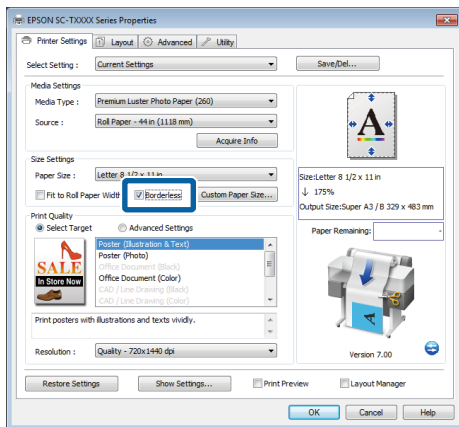 EPSON SC-TXXXX Series Properties
Printer Settings Layout Advanced Utility
Select Setting : Current Settings Save/Del...
Media Settings
Media Type : Premium Luster Photo Paper (260)
Source : Roll Paper - 44 in (1118 mm)
Acquire Info
Size Settings
Paper Size : Letter 8 1/2 x 11 in
Fit to Roll Paper Width Borderless Custom Paper Size...
Print Quality
Select Target Advanced Settings
Poster (Illustration & Text)
Poster (Photo)
Office Document (Black)
Office Document (Color)
CAD / Line Drawing (Black)
CAD / Line Drawing (Color)
SALE
In Store Now
Print posters with illustrations and texts vividly.
Resolution : Quality - 720x1440 dpi
A
Size:Letter 8 1/2 x 11 in
↓ 175%
Output Size:Super A3 / B 329 x 483 mm
Paper Remaining: -
A
Version 7.00
Restore Settings Show Settings... Print Preview Layout Manager
OK Cancel Help